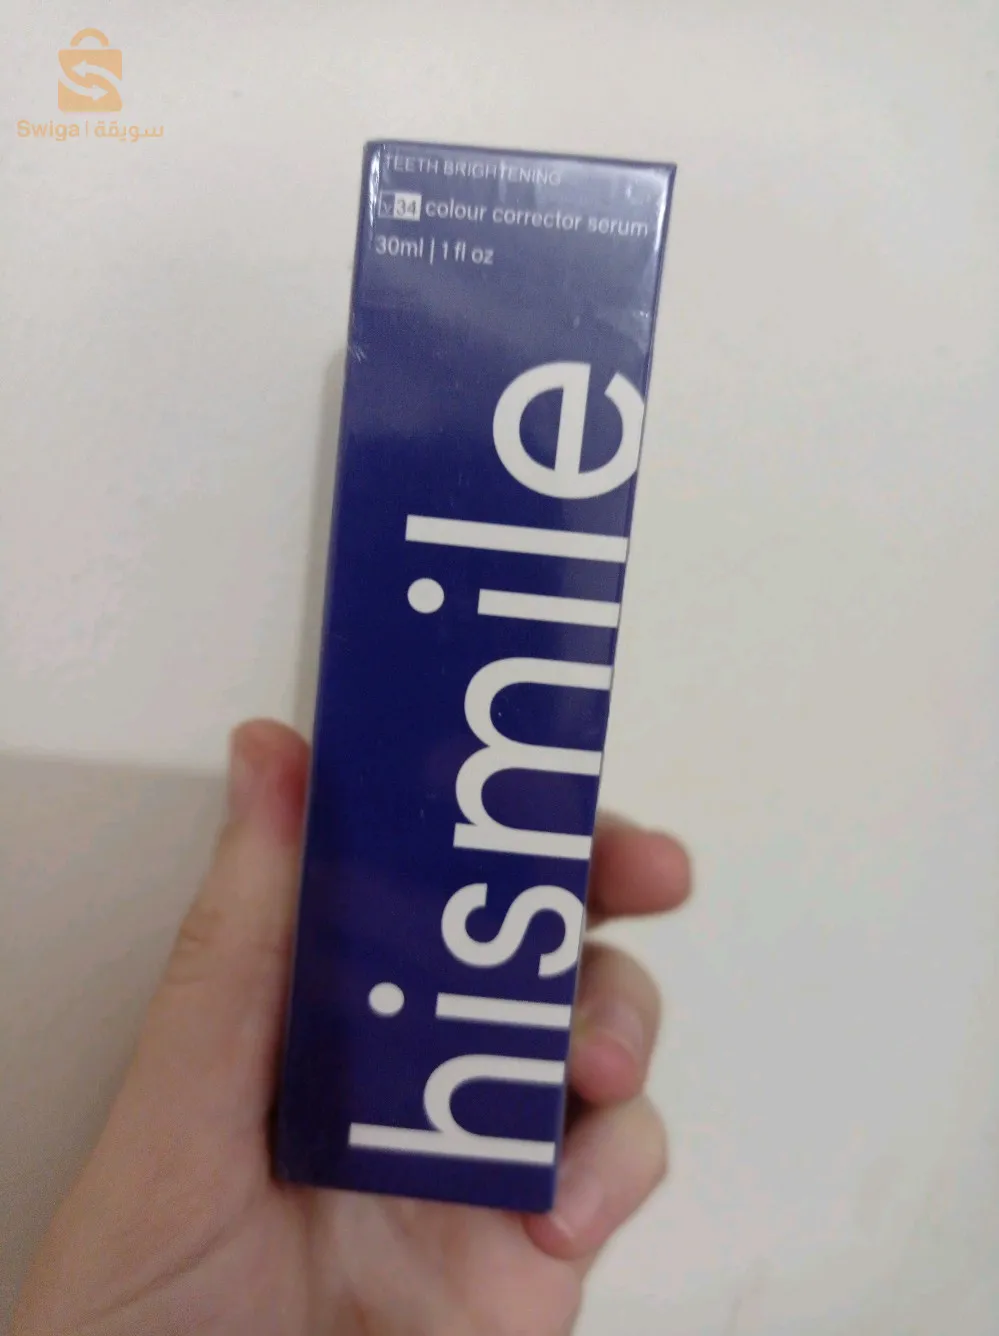 Swiga | سويقة
TEETH BRIGHTENING
v34 colour corrector serum
30ml | 1 fl oz
hismile